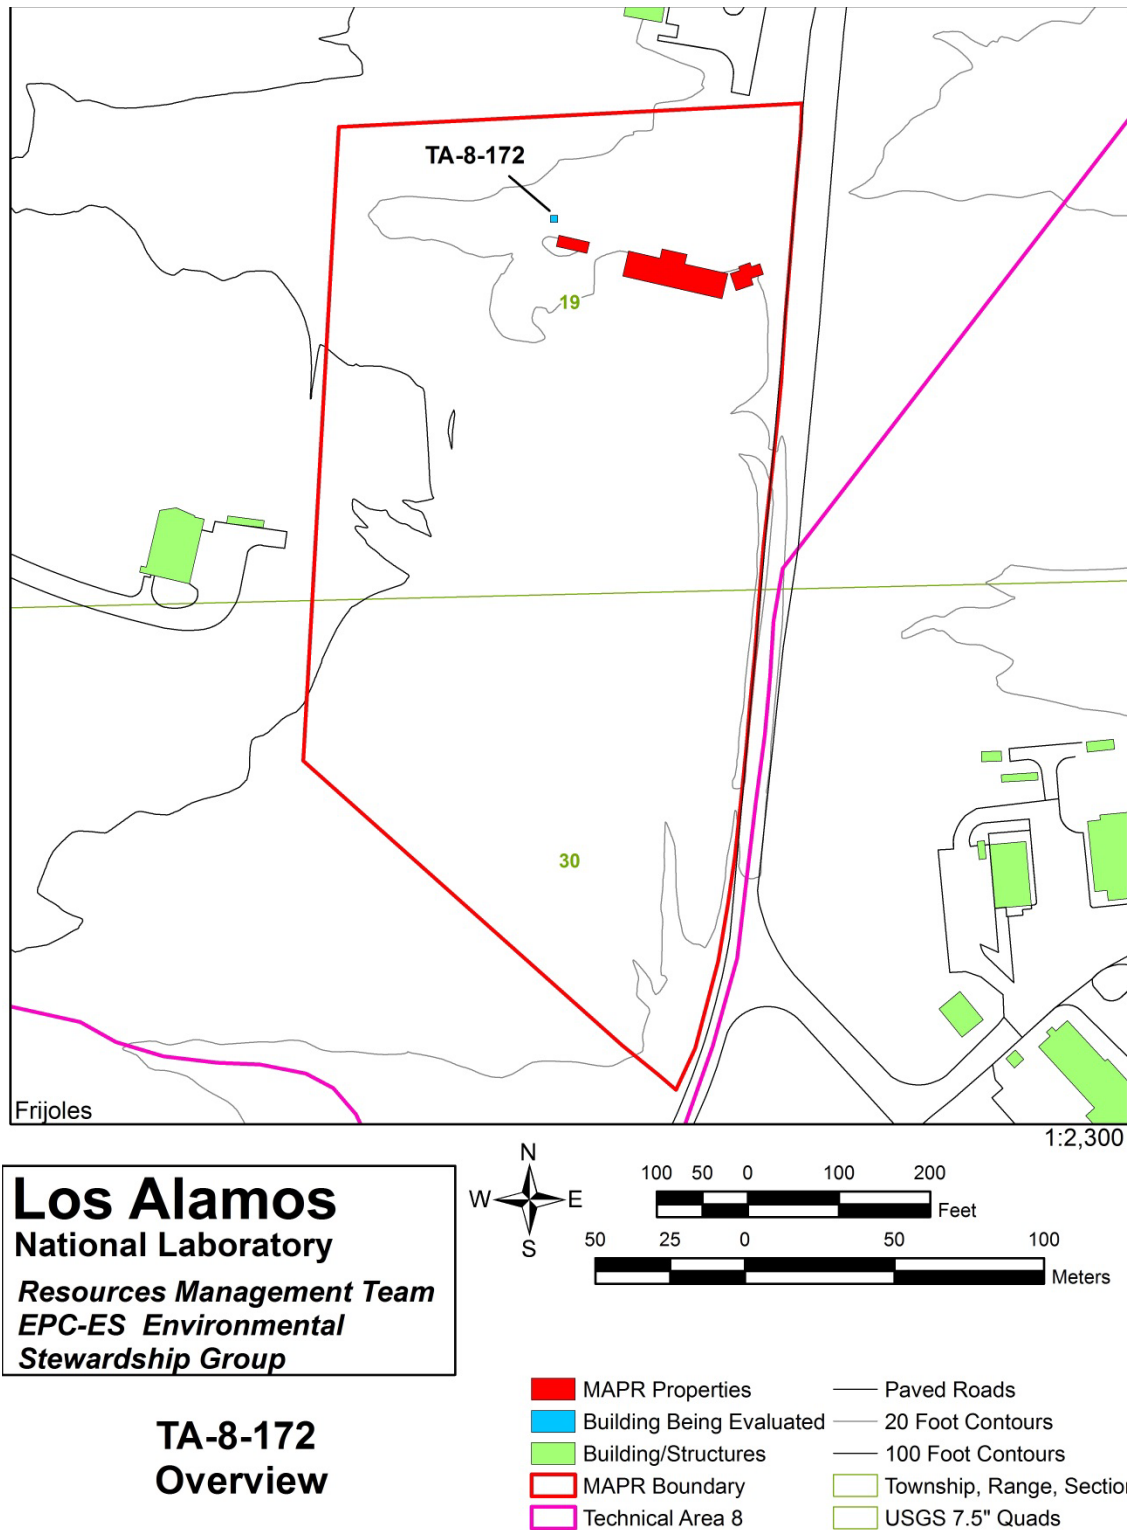 TA-8-172
19
30
Frijoles
1:2,300
Los Alamos
National Laboratory
Resources Management Team
EPC-ES Environmental
Stewardship Group
TA-8-172
Overview
N
W E
S
100 50 0 100 200
Feet
50 25 0 50 100
Meters
MAPR Properties
Building Being Evaluated
Building/Structures
MAPR Boundary
Technical Area 8
Paved Roads
20 Foot Contours
100 Foot Contours
Township, Range, Section
USGS 7.5" Quads